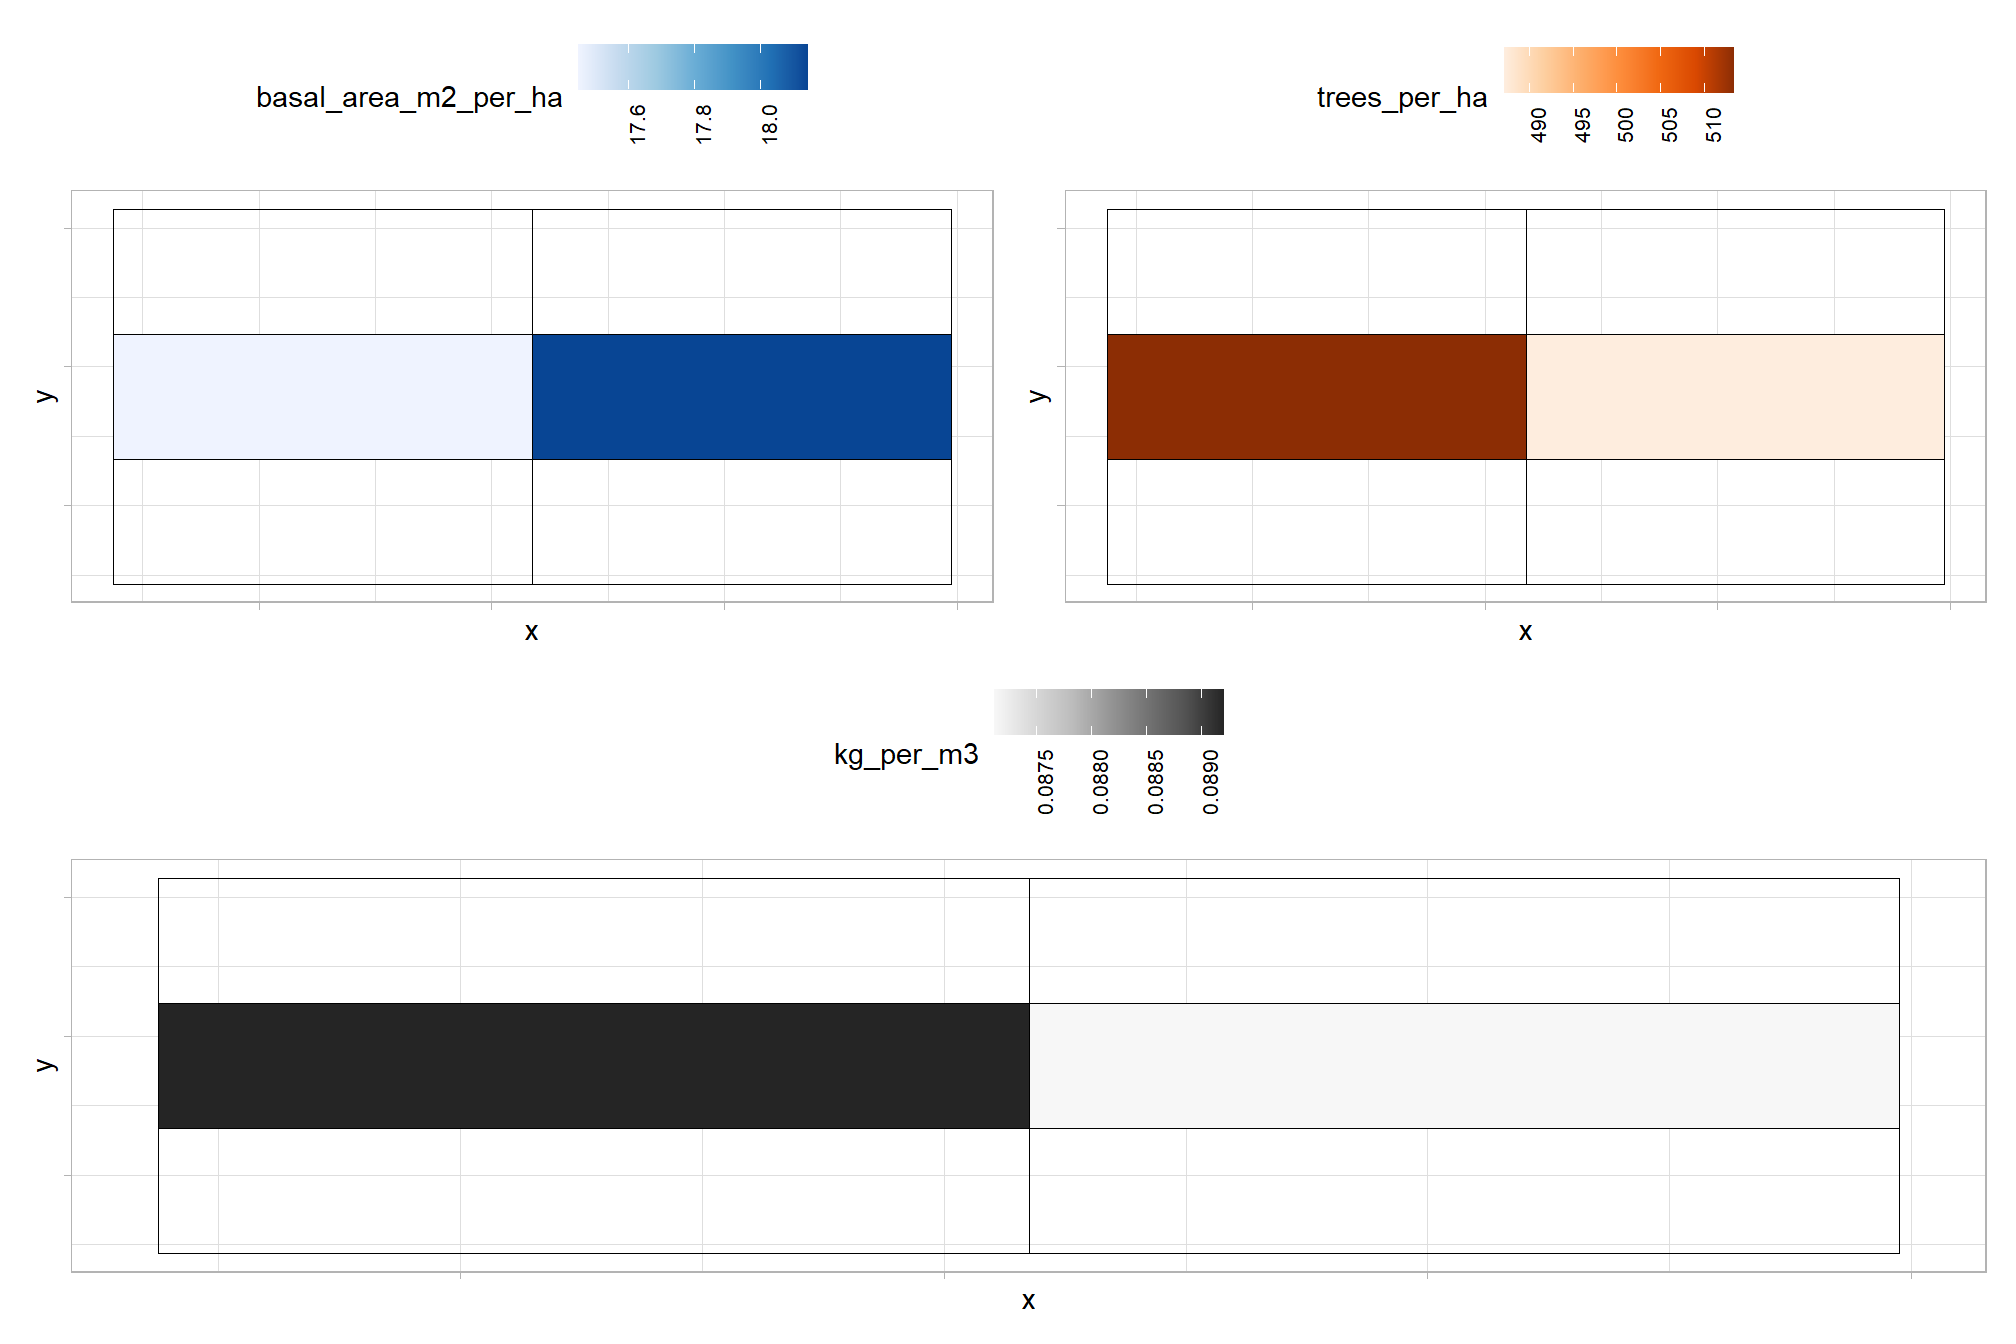 basal_area_m2_per_ha
17.6 17.8 18.0
trees_per_ha
490 495 500 505 510
y
x
y
x
kg_per_m3
0.0875 0.0880 0.0885 0.0890
y
x